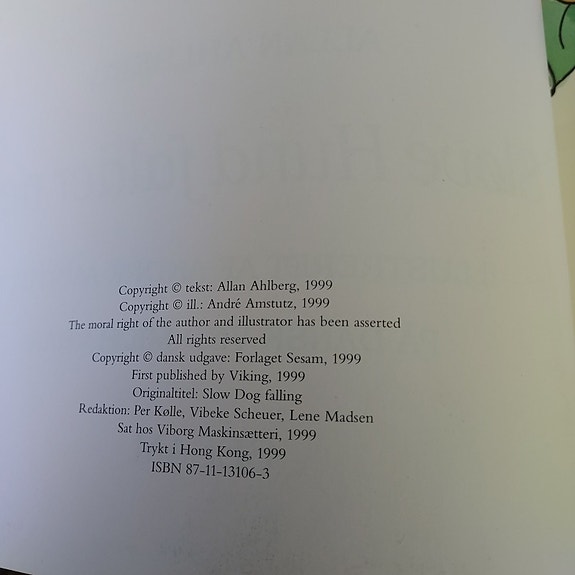 Copyright © tekst: Allan Ahlberg, 1999
Copyright © ill.: André Amstutz, 1999
The moral right of the author and illustrator has been asserted
All rights reserved
Copyright © dansk udgave: Forlaget Sesam, 1999
First published by Viking, 1999
Originaltitel: Slow Dog falling
Redaktion: Per Kølle, Vibeke Scheuer, Lene Madsen
Sat hos Viborg Maskinsætteri, 1999
Trykt i Hong Kong, 1999
ISBN 87-11-13106-3